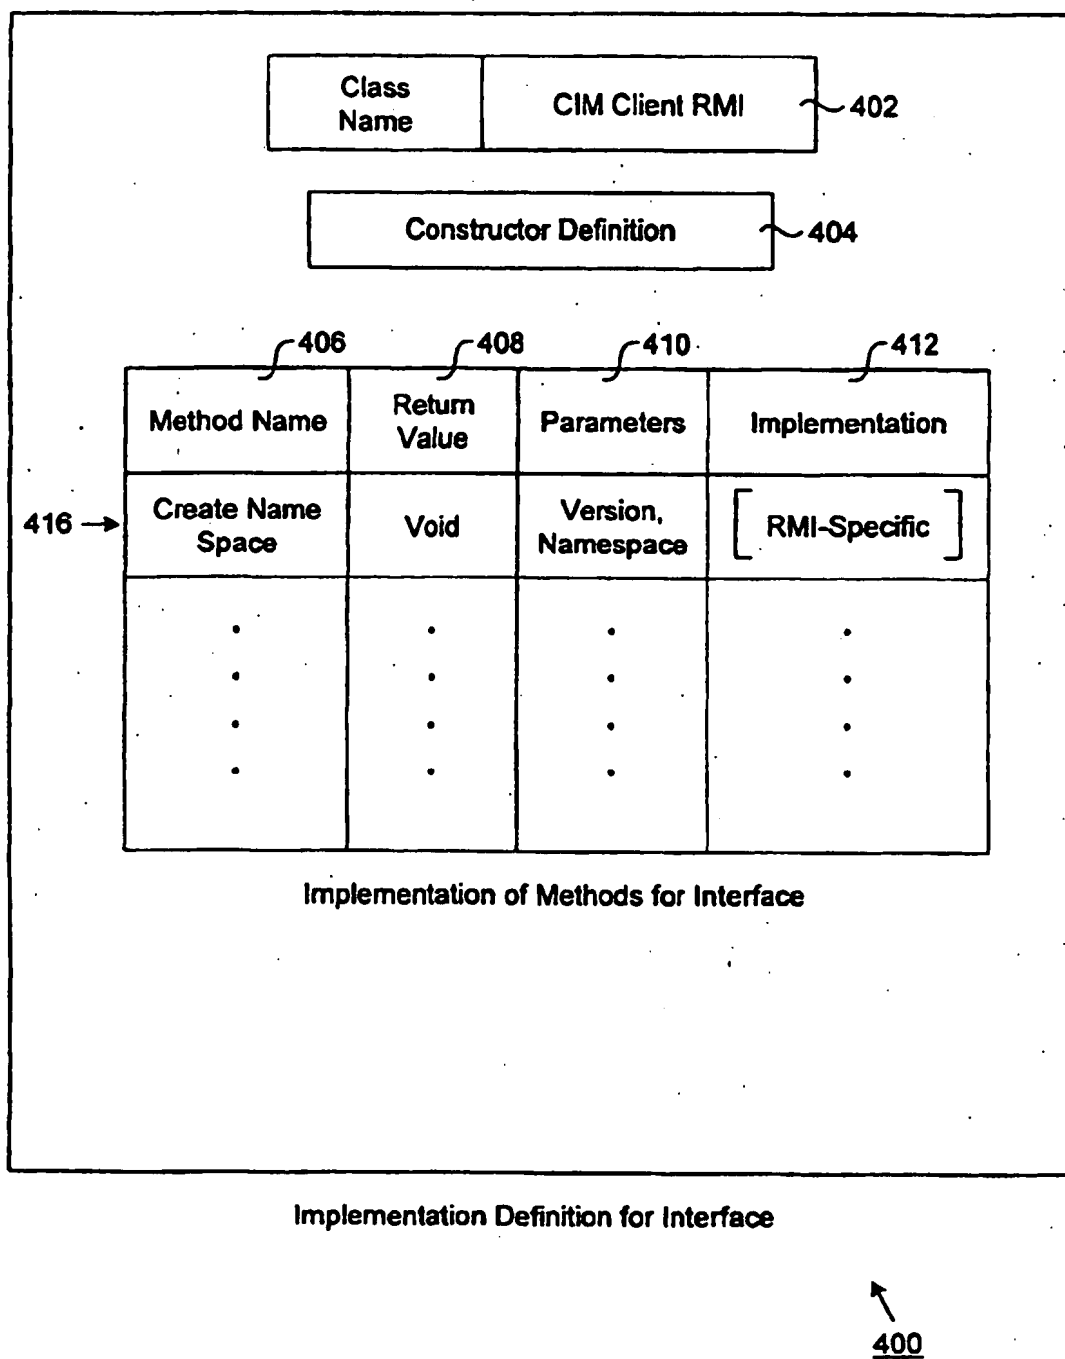 Class
Name
CIM Client RMI
402
Constructor Definition
404
406
408
410
412
Method Name
Return
Value
Parameters
Implementation
416
Create Name
Space
Void
Version,
Namespace
RMI-Specific
Implementation of Methods for Interface
Implementation Definition for Interface
400